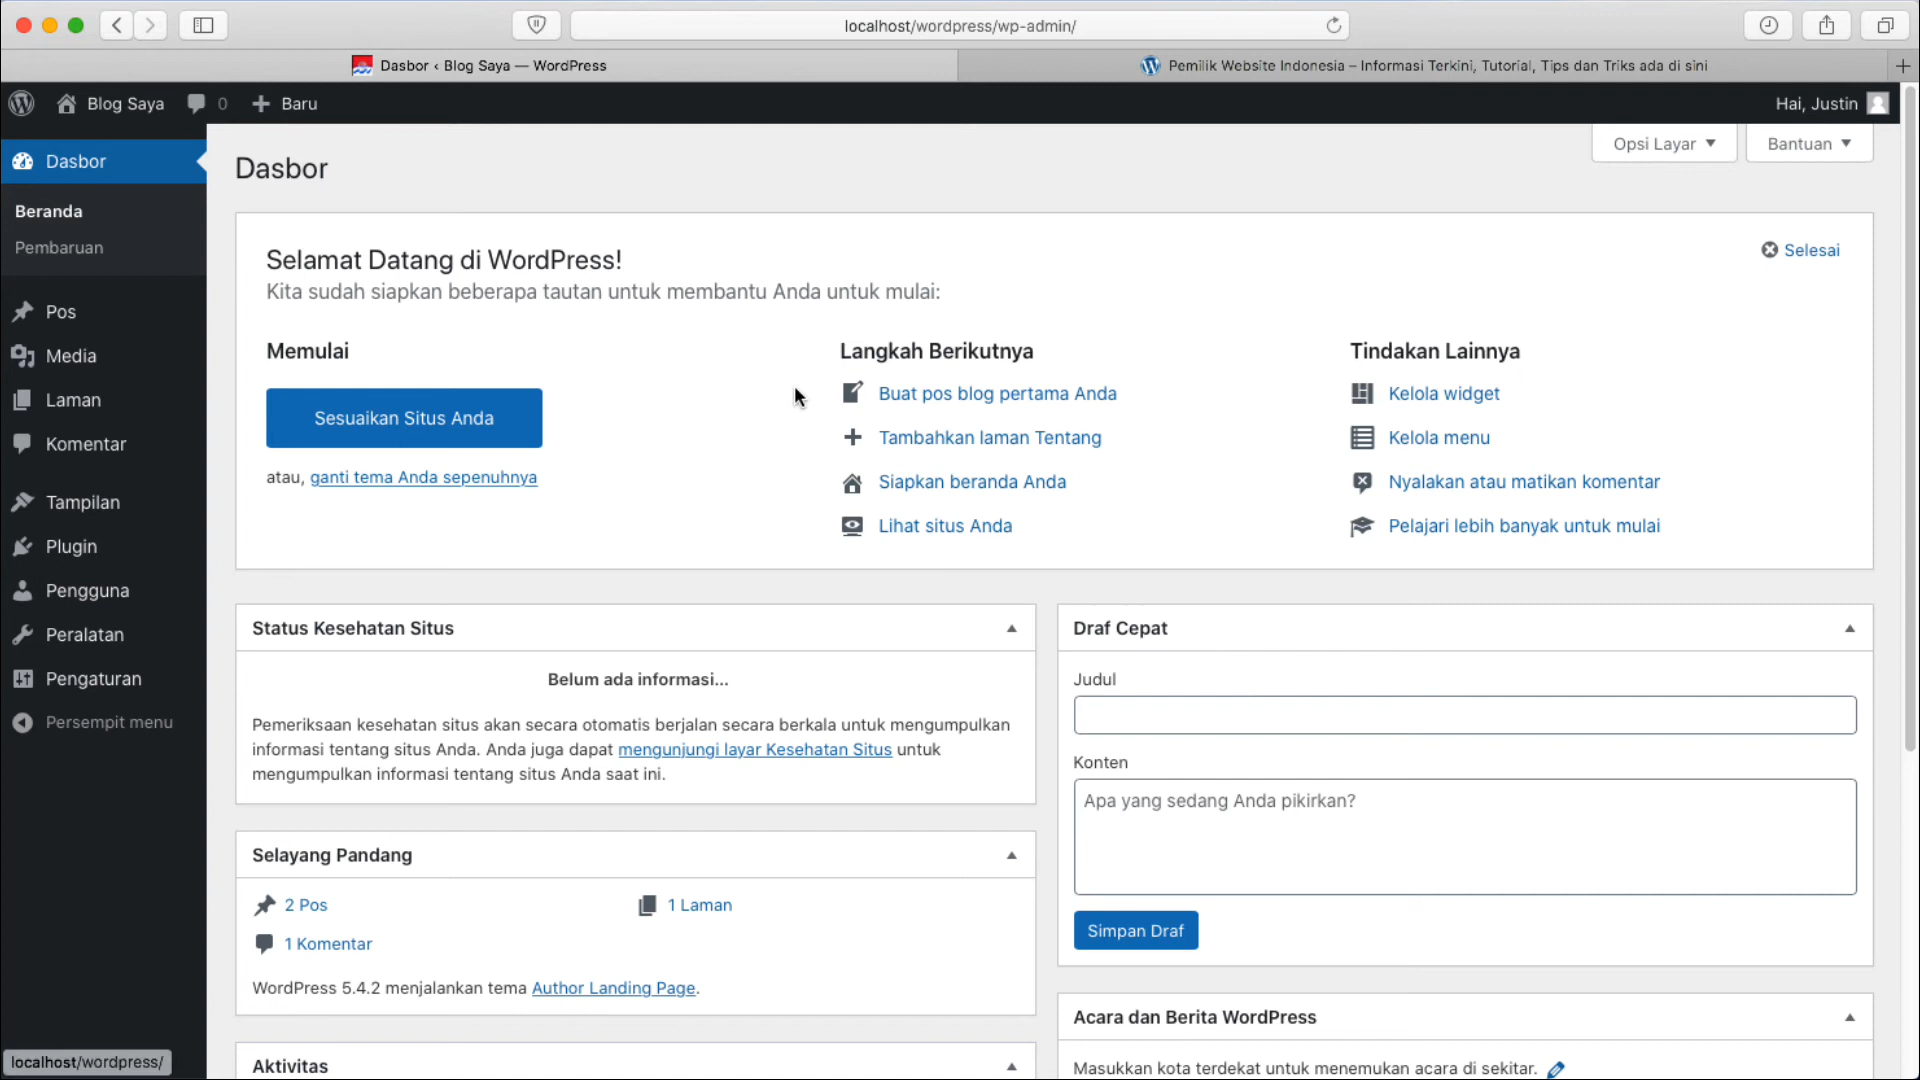 localhost/wordpress/wp-admin/
Dasbor ‹ Blog Saya — WordPress
Pemilik Website Indonesia – Informasi Terkini, Tutorial, Tips dan Triks ada di sini
Blog Saya
0
Baru
Hai, Justin
Dasbor
Beranda
Pembaruan
Pos
Media
Laman
Komentar
Tampilan
Plugin
Pengguna
Peralatan
Pengaturan
Persempit menu
Dasbor
Opsi Layar
Bantuan
Selamat Datang di WordPress!
Selesai
Kita sudah siapkan beberapa tautan untuk membantu Anda untuk mulai:
Memulai
Sesuaikan Situs Anda
atau, ganti tema Anda sepenuhnya
Langkah Berikutnya
Buat pos blog pertama Anda
Tambahkan laman Tentang
Siapkan beranda Anda
Lihat situs Anda
Tindakan Lainnya
Kelola widget
Kelola menu
Nyalakan atau matikan komentar
Pelajari lebih banyak untuk mulai
Status Kesehatan Situs
Belum ada informasi...
Pemeriksaan kesehatan situs akan secara otomatis berjalan secara berkala untuk mengumpulkan
informasi tentang situs Anda. Anda juga dapat mengunjungi layar Kesehatan Situs untuk
mengumpulkan informasi tentang situs Anda saat ini.
Selayang Pandang
2 Pos
1 Laman
1 Komentar
WordPress 5.4.2 menjalankan tema Author Landing Page.
Aktivitas
Draf Cepat
Judul
Konten
Apa yang sedang Anda pikirkan?
Simpan Draf
Acara dan Berita WordPress
Masukkan kota terdekat untuk menemukan acara di sekitar.
localhost/wordpress/